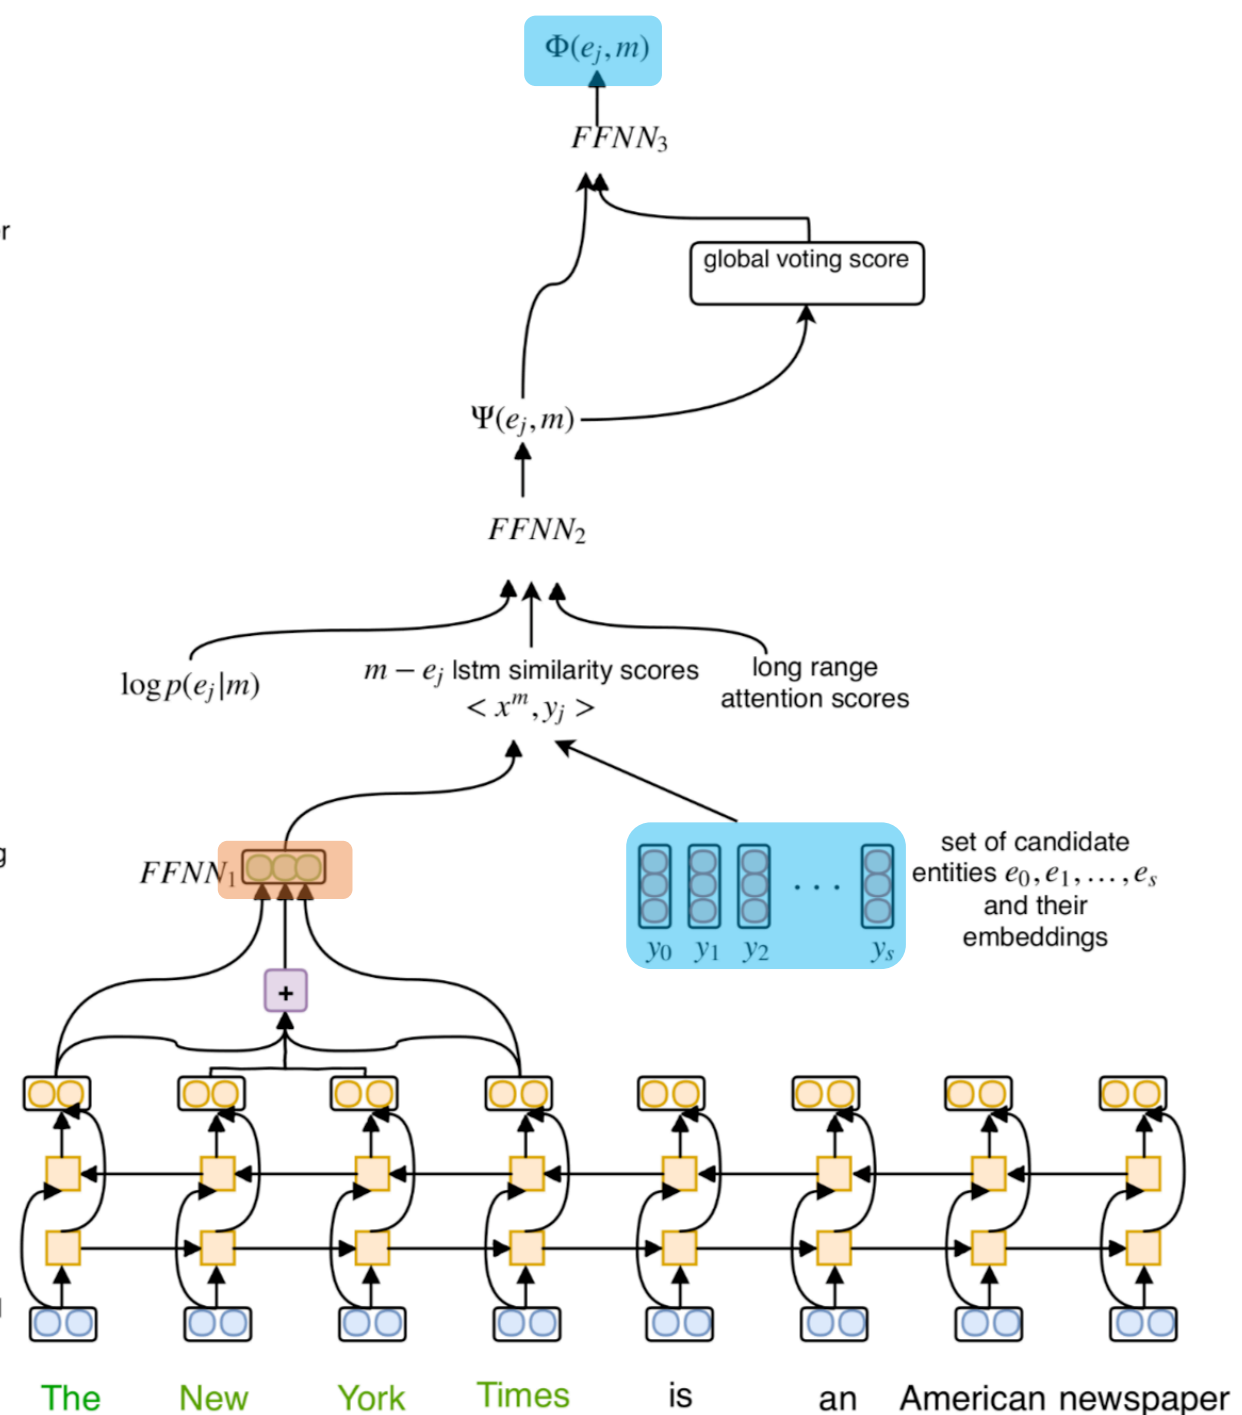 Φ(e_j, m)
FFNN_3
r
global voting score
Ψ(e_j, m)
FFNN_2
log p(e_j|m)
m − e_j lstm similarity scores
< x^m, y_j >
long range
attention scores
g
FFNN_1
set of candidate
entities e_0, e_1, …, e_s
and their
embeddings
· · ·
y_0 y_1 y_2 y_s
+
The New York Times is an American newspaper